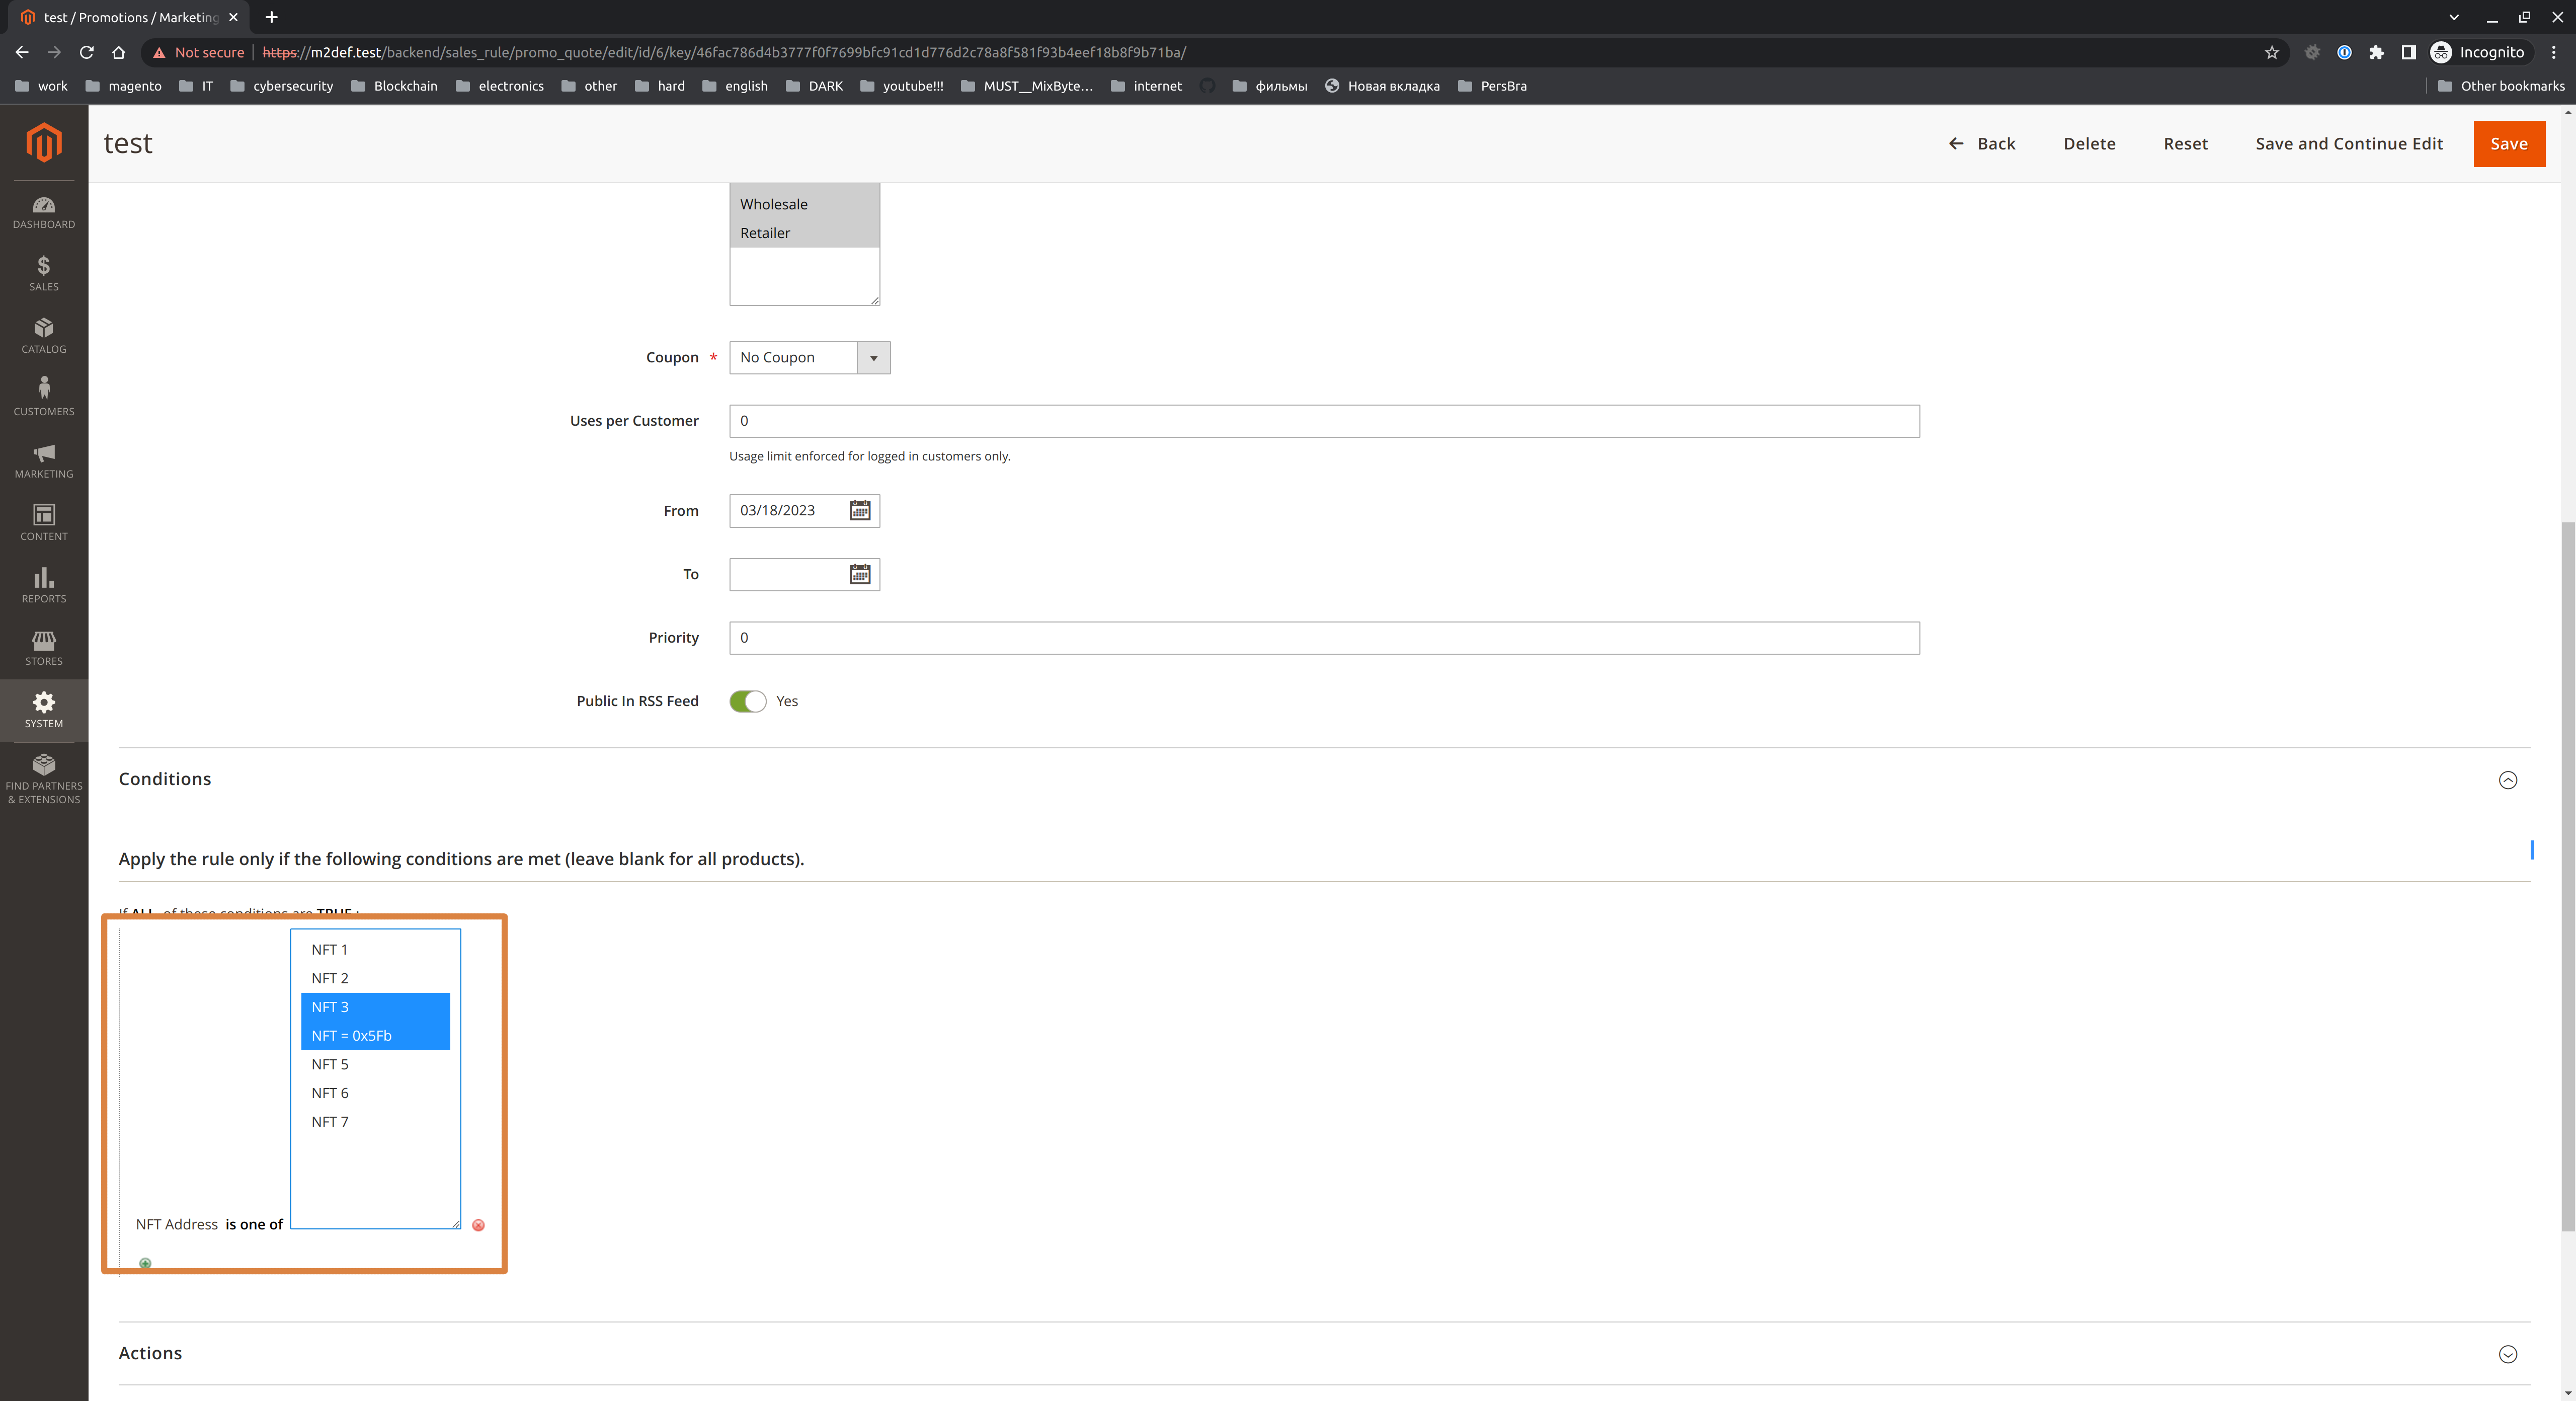 test / Promotions / Marketing
Not secure https://m2def.test/backend/sales_rule/promo_quote/edit/id/6/key/46fac786d4b3777f0f7699bfc91cd1d776d2c78a8f581f93b4eef18b8f9b71ba/ Incognito
work magento IT cybersecurity Blockchain electronics other hard english DARK youtube!!! MUST__MixByte… internet фильмы Новая вкладка PersBra Other bookmarks
test Back Delete Reset Save and Continue Edit Save
DASHBOARD
SALES
CATALOG
CUSTOMERS
MARKETING
CONTENT
REPORTS
STORES
SYSTEM
FIND PARTNERS
& EXTENSIONS
Wholesale
Retailer
Coupon * No Coupon
Uses per Customer 0
Usage limit enforced for logged in customers only.
From 03/18/2023
To
Priority 0
Public In RSS Feed Yes
Conditions
Apply the rule only if the following conditions are met (leave blank for all products).
If ALL of these conditions are TRUE :
NFT 1
NFT 2
NFT 3
NFT = 0x5Fb
NFT 5
NFT 6
NFT 7
NFT Address is one of
Actions